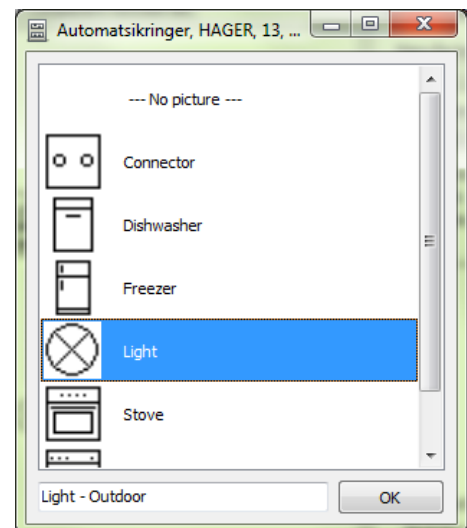 Automatsikringer, HAGER, 13, ...
--- No picture ---
Connector
Dishwasher
Freezer
Light
Stove
Light - Outdoor
OK